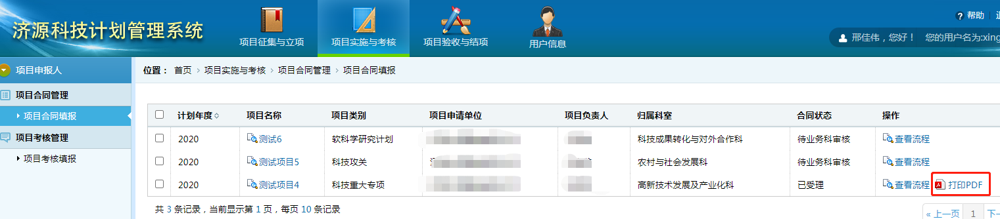 帮助
济源科技计划管理系统
项目征集与立项 项目实施与考核 项目验收与结项 用户信息
邢佳伟，您好！ 您的用户名为:xing
项目申报人
位置： 首页 > 项目实施与考核 > 项目合同管理 > 项目合同填报
项目合同管理
项目合同填报
项目考核管理
项目考核填报
计划年度 项目名称 项目类别 项目申请单位 项目负责人 归属科室 合同状态 操作
2020 测试6 软科学研究计划 科技成果转化与对外合作科 待业务科审核 查看流程
2020 测试项目5 科技攻关 农村与社会发展科 待业务科审核 查看流程
2020 测试项目4 科技重大专项 高新技术发展及产业化科 已受理 查看流程 打印PDF
共 3 条记录，当前显示第 1 页，每页 10 条记录
« 上一页 1 下一